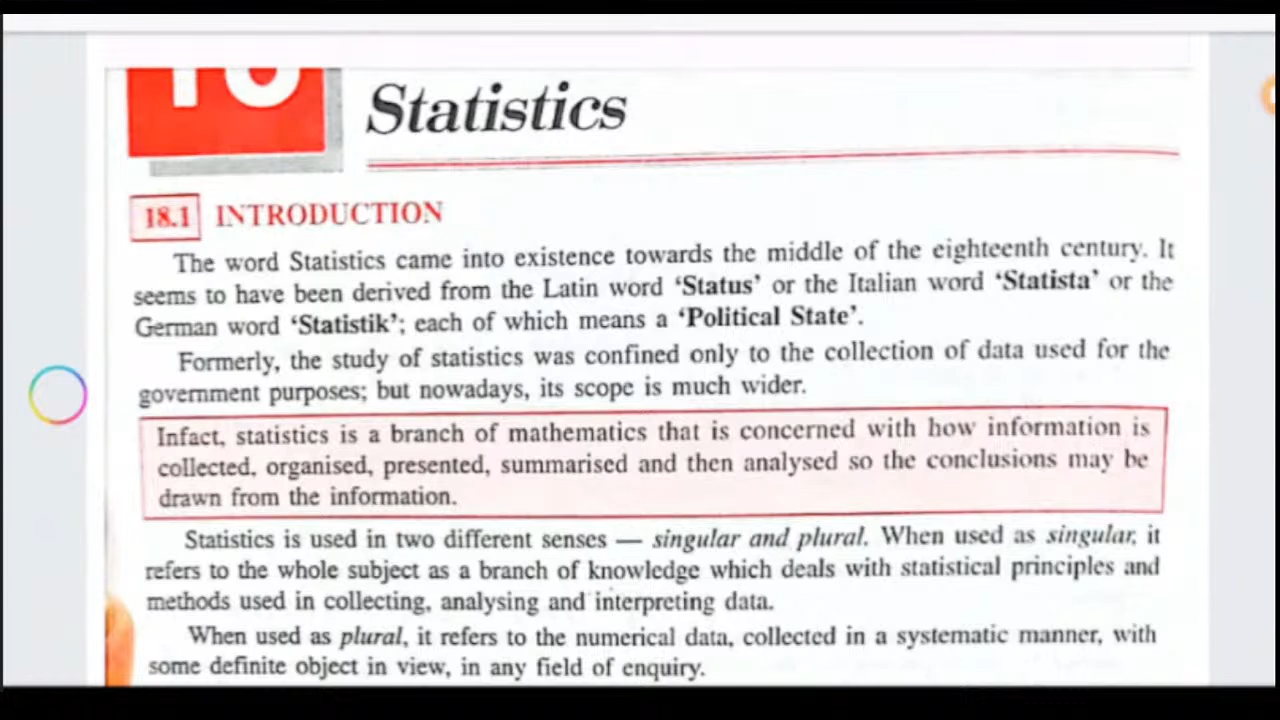 Statistics
18.1 INTRODUCTION
The word Statistics came into existence towards the middle of the eighteenth century. It
seems to have been derived from the Latin word ‘Status’ or the Italian word ‘Statista’ or the
German word ‘Statistik’; each of which means a ‘Political State’.
Formerly, the study of statistics was confined only to the collection of data used for the
government purposes; but nowadays, its scope is much wider.
Infact, statistics is a branch of mathematics that is concerned with how information is
collected, organised, presented, summarised and then analysed so the conclusions may be
drawn from the information.
Statistics is used in two different senses — singular and plural. When used as singular, it
refers to the whole subject as a branch of knowledge which deals with statistical principles and
methods used in collecting, analysing and interpreting data.
When used as plural, it refers to the numerical data, collected in a systematic manner, with
some definite object in view, in any field of enquiry.